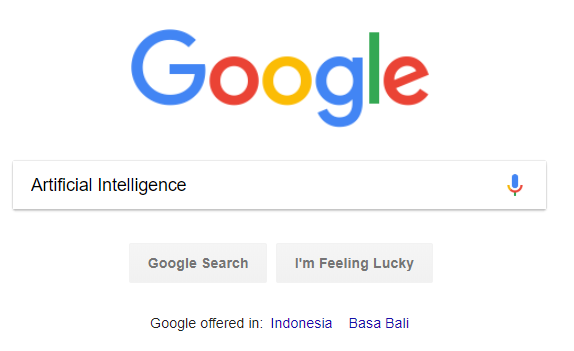 Google
Artificial Intelligence
Google Search I'm Feeling Lucky
Google offered in: Indonesia Basa Bali